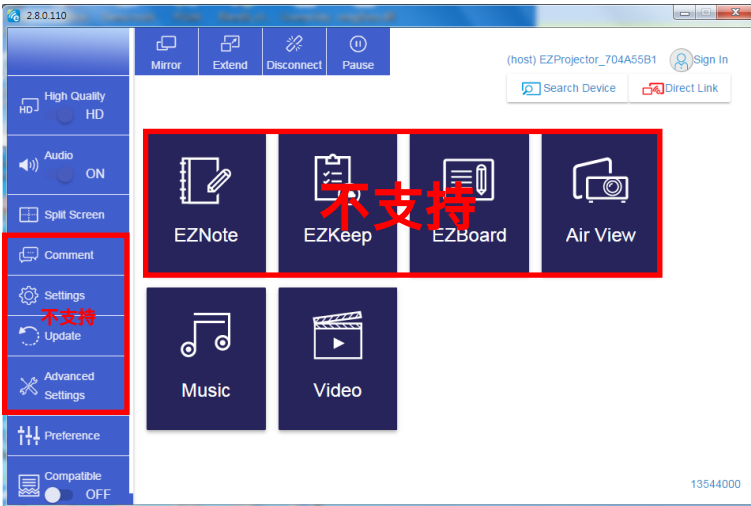 2.8.0.110
Mirror
Extend
Disconnect
Pause
(host) EZProjector_704A55B1
Sign In
Search Device
Direct Link
High Quality
HD
HD
Audio
ON
Split Screen
Comment
Settings
不支持
Update
Advanced
Settings
Preference
Compatible
OFF
EZNote
EZKeep
EZBoard
Air View
不支持
Music
Video
13544000